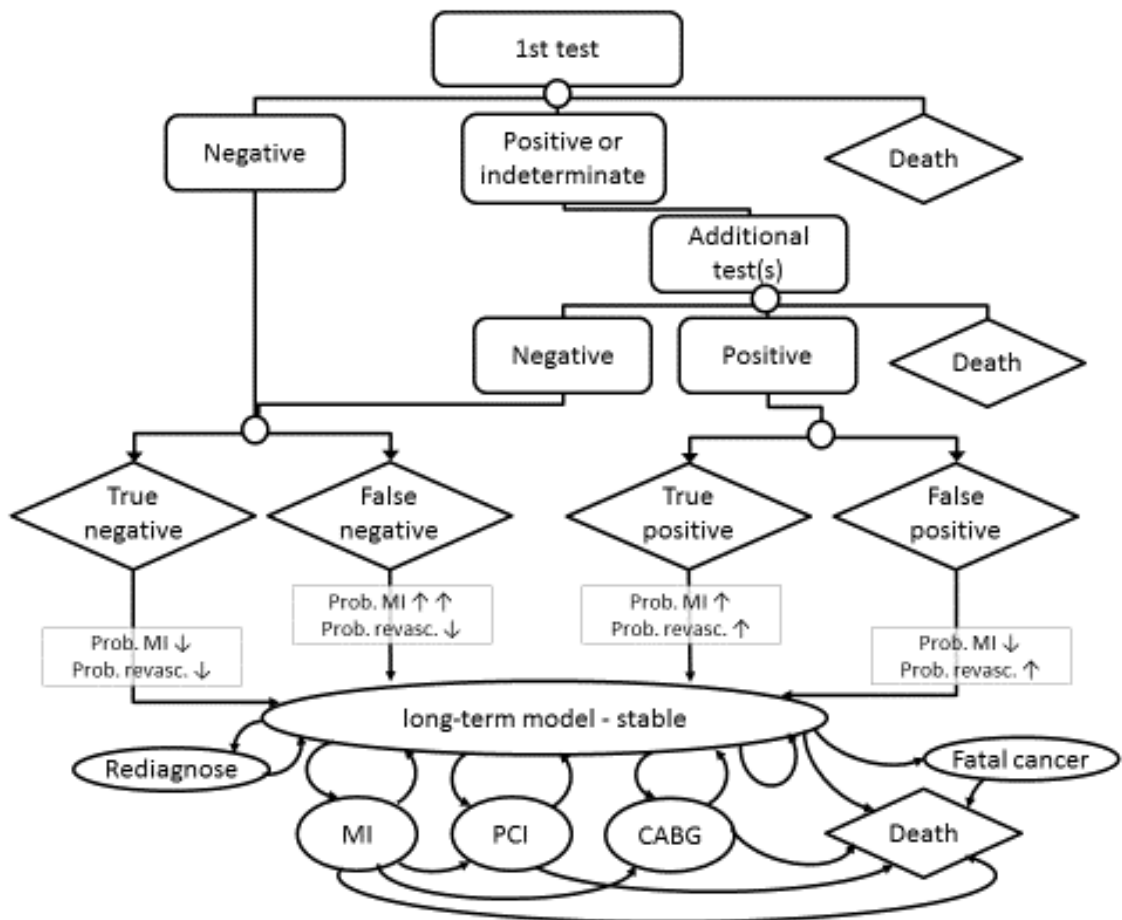 1st test
Negative
Positive or
indeterminate
Death
Additional
test(s)
Negative
Positive
Death
True
negative
False
negative
True
positive
False
positive
Prob. MI ↑ ↑
Prob. revasc. ↓
Prob. MI ↑
Prob. revasc. ↑
Prob. MI ↓
Prob. revasc. ↓
Prob. MI ↓
Prob. revasc. ↑
long-term model - stable
Rediagnose
Fatal cancer
MI
PCI
CABG
Death